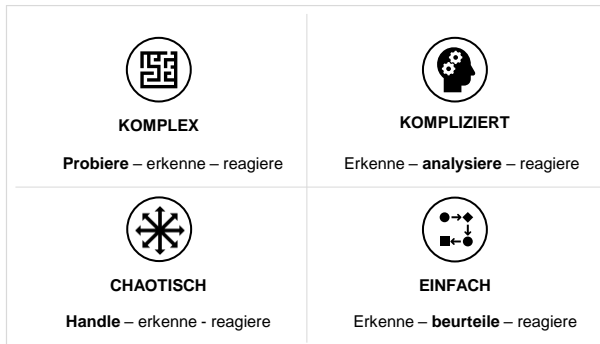 KOMPLEX
Probiere – erkenne – reagiere
KOMPLIZIERT
Erkenne – analysiere – reagiere
CHAOTISCH
Handle – erkenne - reagiere
EINFACH
Erkenne – beurteile – reagiere